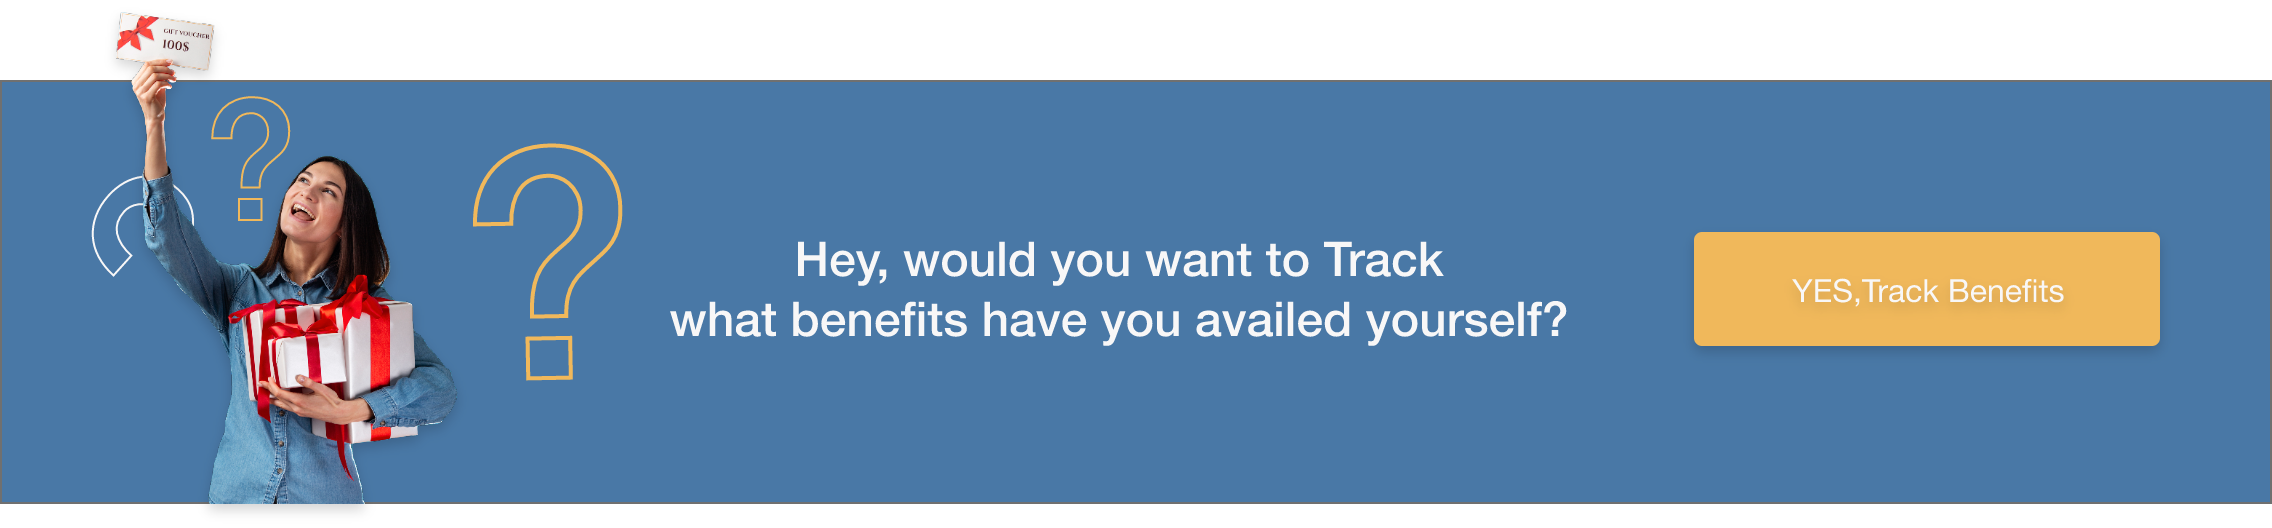 GIFT VOUCHER
100$
Hey, would you want to Track
what benefits have you availed yourself?
YES,Track Benefits